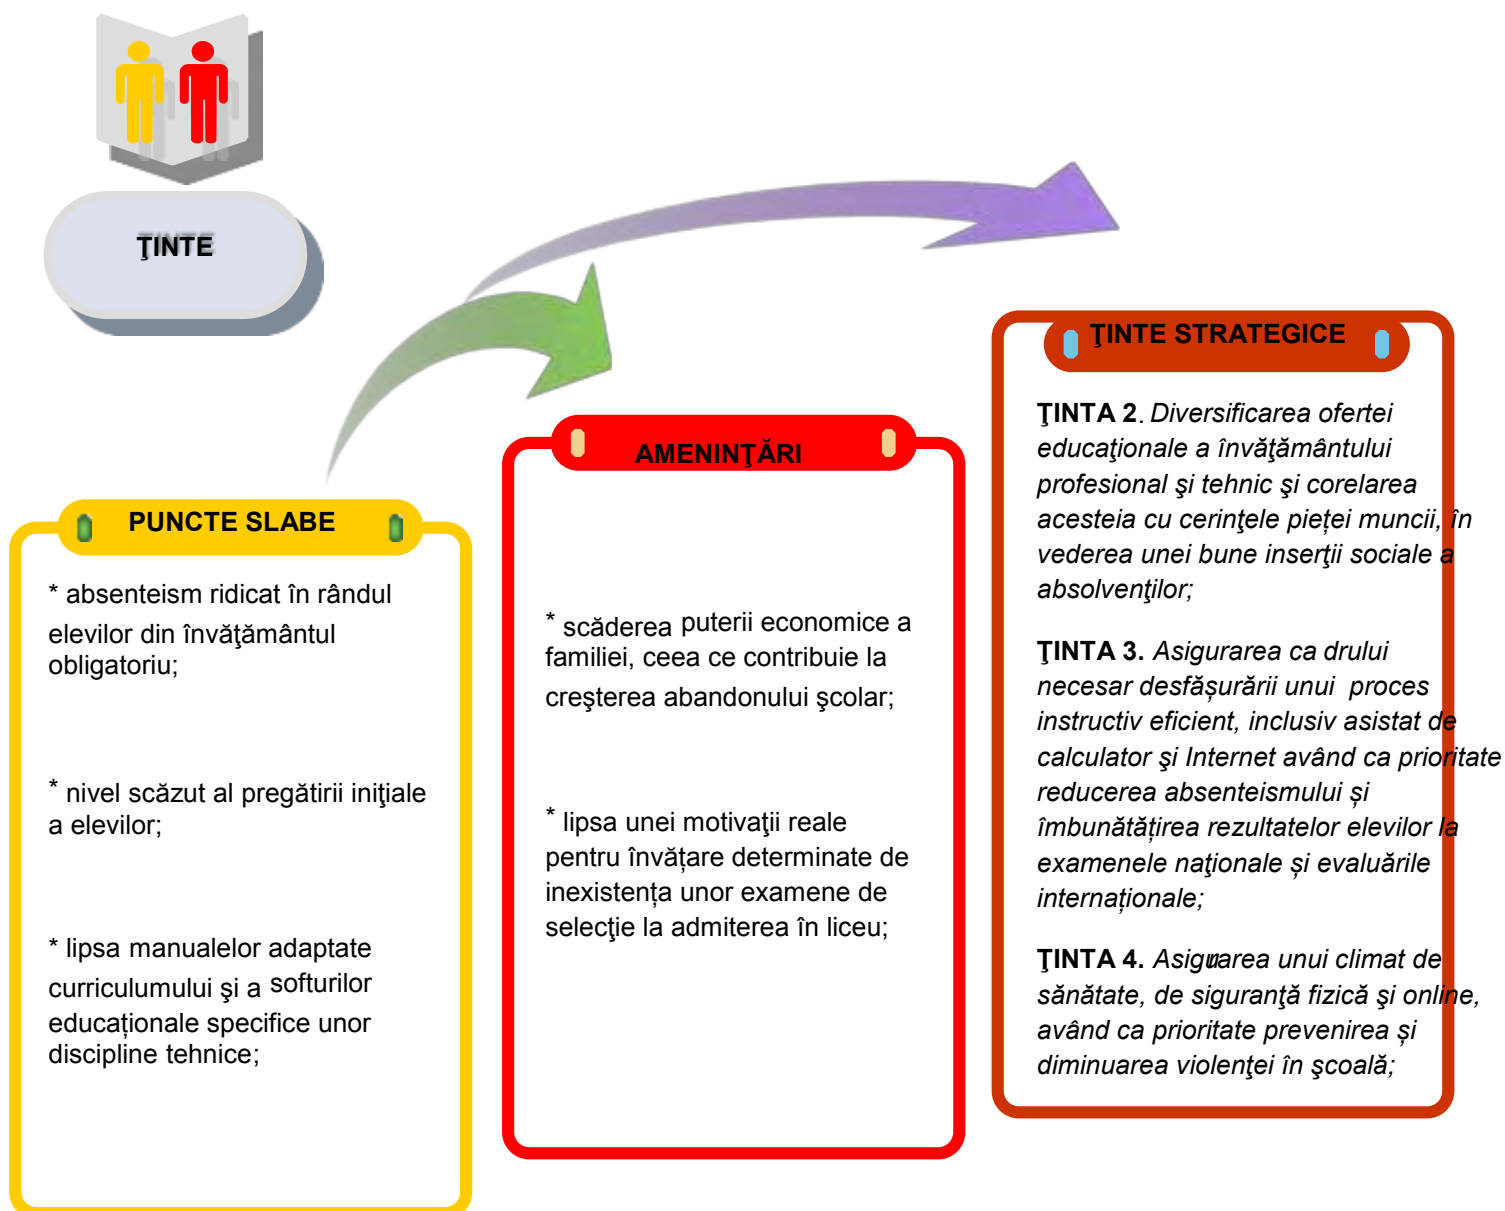 ŢINTE
ŢINTE STRATEGICE
ŢINTA 2. Diversificarea ofertei
educaţionale a învăţământului
profesional şi tehnic şi corelarea
acesteia cu cerinţele pieței muncii, în
vederea unei bune inserţii sociale a
absolvenţilor;
ŢINTA 3. Asigurarea ca drului
necesar desfășurării unui proces
instructiv eficient, inclusiv asistat de
calculator şi Internet având ca prioritate
reducerea absenteismului și
îmbunătățirea rezultatelor elevilor la
examenele naţionale și evaluările
internaționale;
ŢINTA 4. Asigurarea unui climat de
sănătate, de siguranţă fizică şi online,
având ca prioritate prevenirea și
diminuarea violenţei în şcoală;
AMENINŢĂRI
* scăderea puterii economice a
familiei, ceea ce contribuie la
creşterea abandonului şcolar;
* lipsa unei motivaţii reale
pentru învățare determinate de
inexistența unor examene de
selecţie la admiterea în liceu;
PUNCTE SLABE
* absenteism ridicat în rândul
elevilor din învăţământul
obligatoriu;
* nivel scăzut al pregătirii iniţiale
a elevilor;
* lipsa manualelor adaptate
curriculumului şi a softurilor
educaționale specifice unor
discipline tehnice;